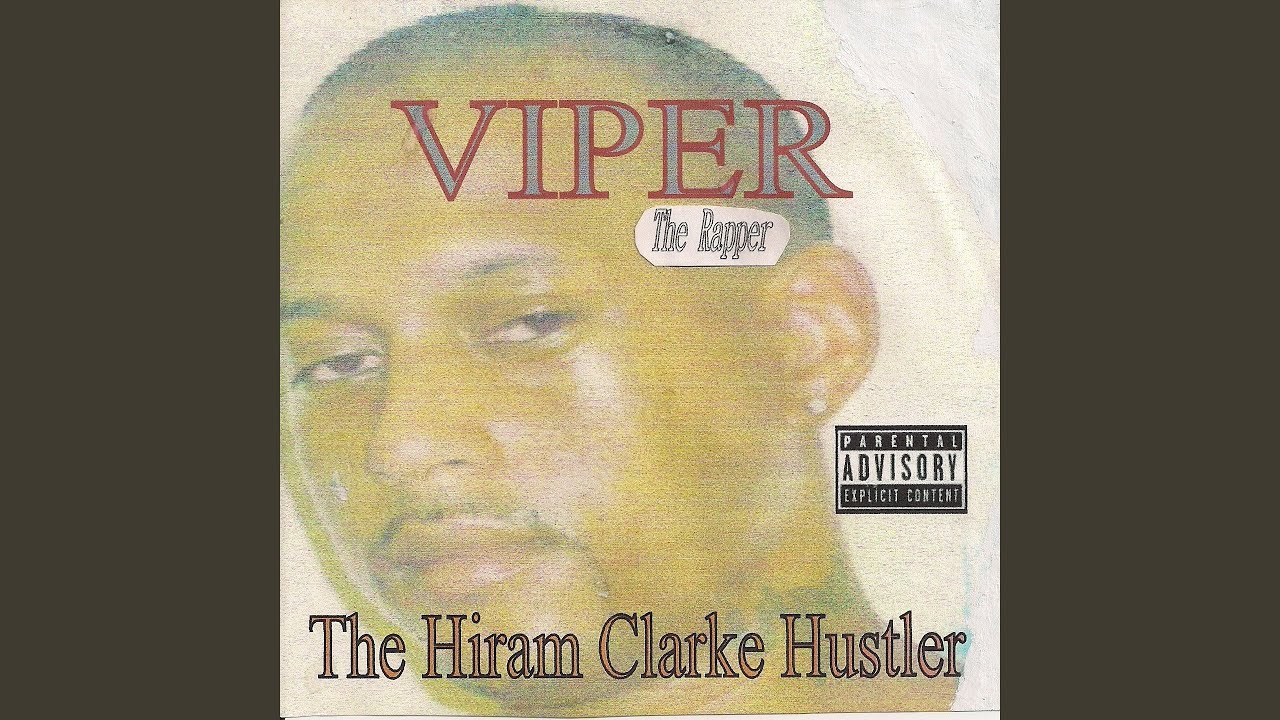 VIPER
The Rapper
PARENTAL
ADVISORY
EXPLICIT CONTENT
The Hiram Clarke Hustler